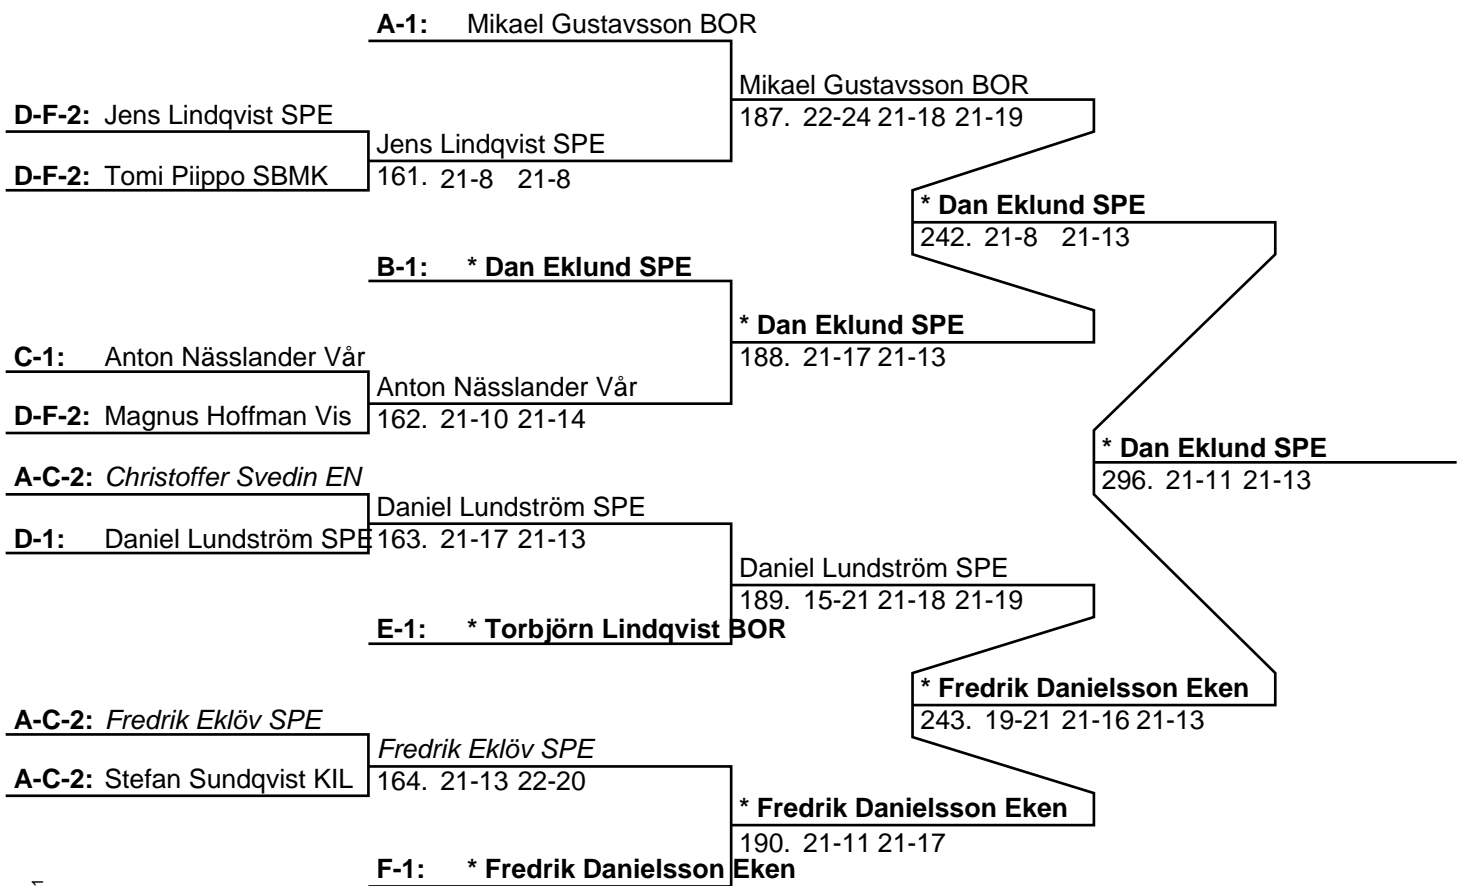 A-1: Mikael Gustavsson BOR
Mikael Gustavsson BOR
187. 22-24 21-18 21-19
D-F-2: Jens Lindqvist SPE
Jens Lindqvist SPE
161. 21-8 21-8
D-F-2: Tomi Piippo SBMK
* Dan Eklund SPE
242. 21-8 21-13
B-1: * Dan Eklund SPE
* Dan Eklund SPE
188. 21-17 21-13
C-1: Anton Nässlander Vår
Anton Nässlander Vår
162. 21-10 21-14
D-F-2: Magnus Hoffman Vis
* Dan Eklund SPE
296. 21-11 21-13
A-C-2: Christoffer Svedin EN
Daniel Lundström SPE
163. 21-17 21-13
D-1: Daniel Lundström SPE
Daniel Lundström SPE
189. 15-21 21-18 21-19
E-1: * Torbjörn Lindqvist BOR
* Fredrik Danielsson Eken
243. 19-21 21-16 21-13
A-C-2: Fredrik Eklöv SPE
Fredrik Eklöv SPE
164. 21-13 22-20
A-C-2: Stefan Sundqvist KIL
* Fredrik Danielsson Eken
190. 21-11 21-17
F-1: * Fredrik Danielsson Eken